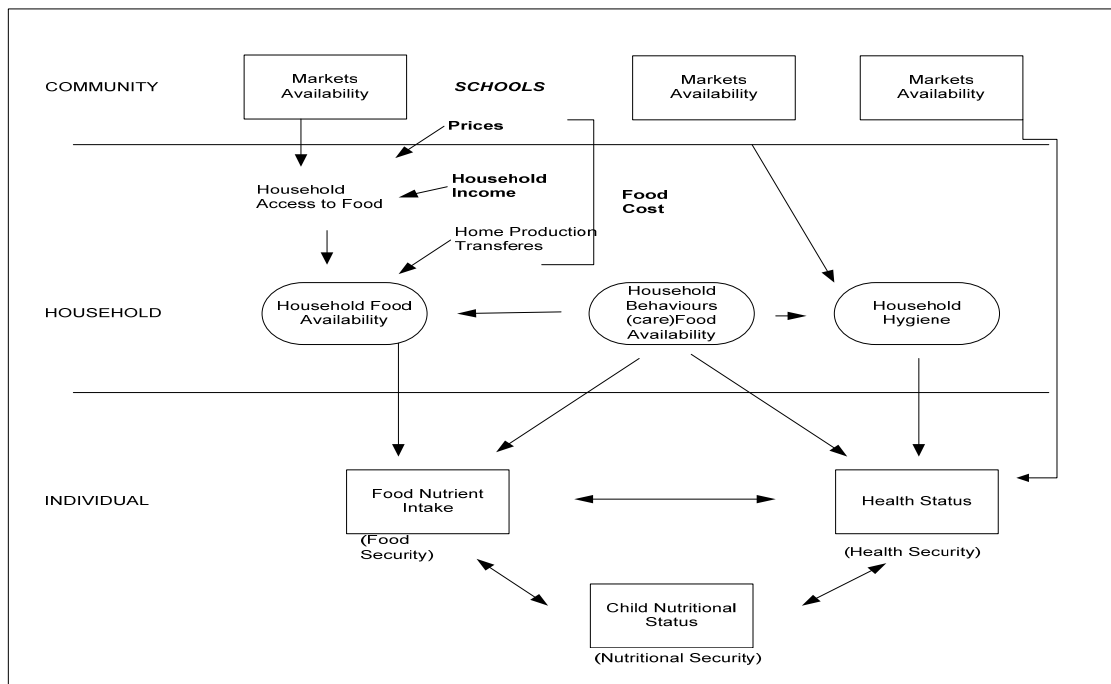 COMMUNITY
Markets
Availability
SCHOOLS
Markets
Availability
Markets
Availability
Prices
Household
Access to Food
Household
Income
Food
Cost
Home Production
Transferes
HOUSEHOLD
Household Food
Availability
Household
Behaviours
(care)Food
Availability
Household
Hygiene
INDIVIDUAL
Food Nutrient
Intake
(Food
Security)
Health Status
(Health Security)
Child Nutritional
Status
(Nutritional Security)